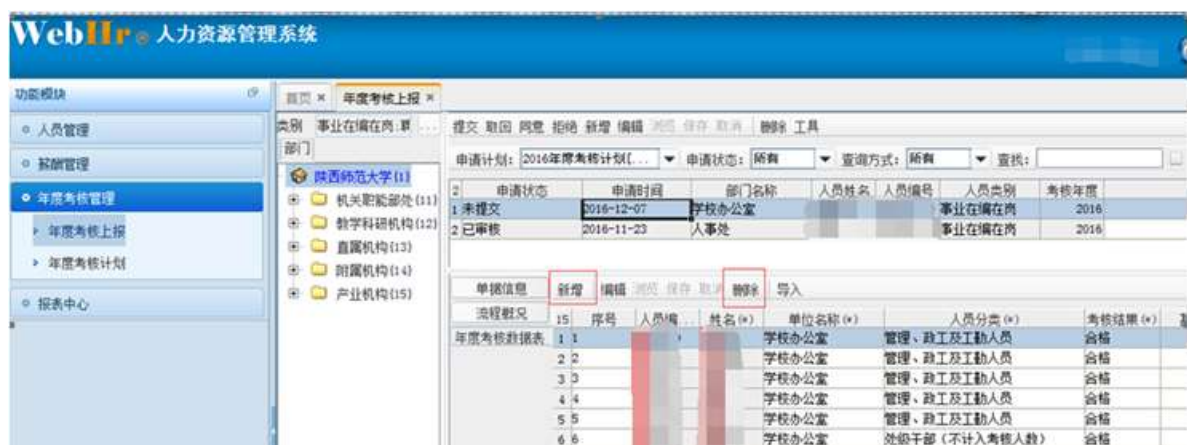 WebHr® 人力资源管理系统
功能模块
首页 × 年度考核上报 ×
人员管理
薪酬管理
年度考核管理
年度考核上报
年度考核计划
报表中心
类别 事业在编在岗;
部门
陕西师范大学(1)
机关职能部处(11)
教学科研机构(12)
直属机构(13)
附属机构(14)
产业机构(15)
提交 取回 同意 拒绝 新增 编辑 浏览 保存 取消 删除 工具
申请计划: 2016年度考核计划[... 申请状态: 所有 查询方式: 所有 查找:
2 申请状态 申请时间 部门名称 人员姓名 人员编号 人员类别 考核年度
1 未提交 2016-12-07 学校办公室 事业在编在岗 2016
2 已审核 2016-11-23 人事处 事业在编在岗 2016
单据信息 新增 编辑 浏览 保存 取消 删除 导入
流程概况
年度考核数据表
15 序号 人员编... 姓名(*) 单位名称(*) 人员分类(*) 考核结果(*)
1 1 学校办公室 管理、政工及工勤人员 合格
2 2 学校办公室 管理、政工及工勤人员 合格
3 3 学校办公室 管理、政工及工勤人员 合格
4 4 学校办公室 管理、政工及工勤人员 合格
5 5 学校办公室 管理、政工及工勤人员 合格
6 6 学校办公室 处级干部(不计入考核人数) 合格